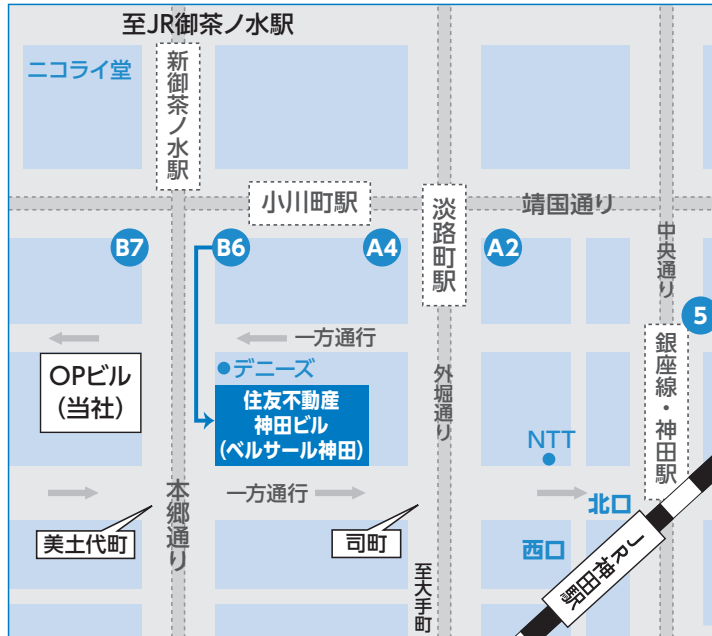 至JR御茶ノ水駅
ニコライ堂
新御茶ノ水駅
小川町駅
淡路町駅
靖国通り
B7
B6
A4
A2
中央通り
5
一方通行
デニーズ
OPビル
(当社)
住友不動産
神田ビル
(ベルサール神田)
外堀通り
銀座線・神田駅
NTT
本郷通り
一方通行
北口
美土代町
司町
西口
JR神田駅
至大手町